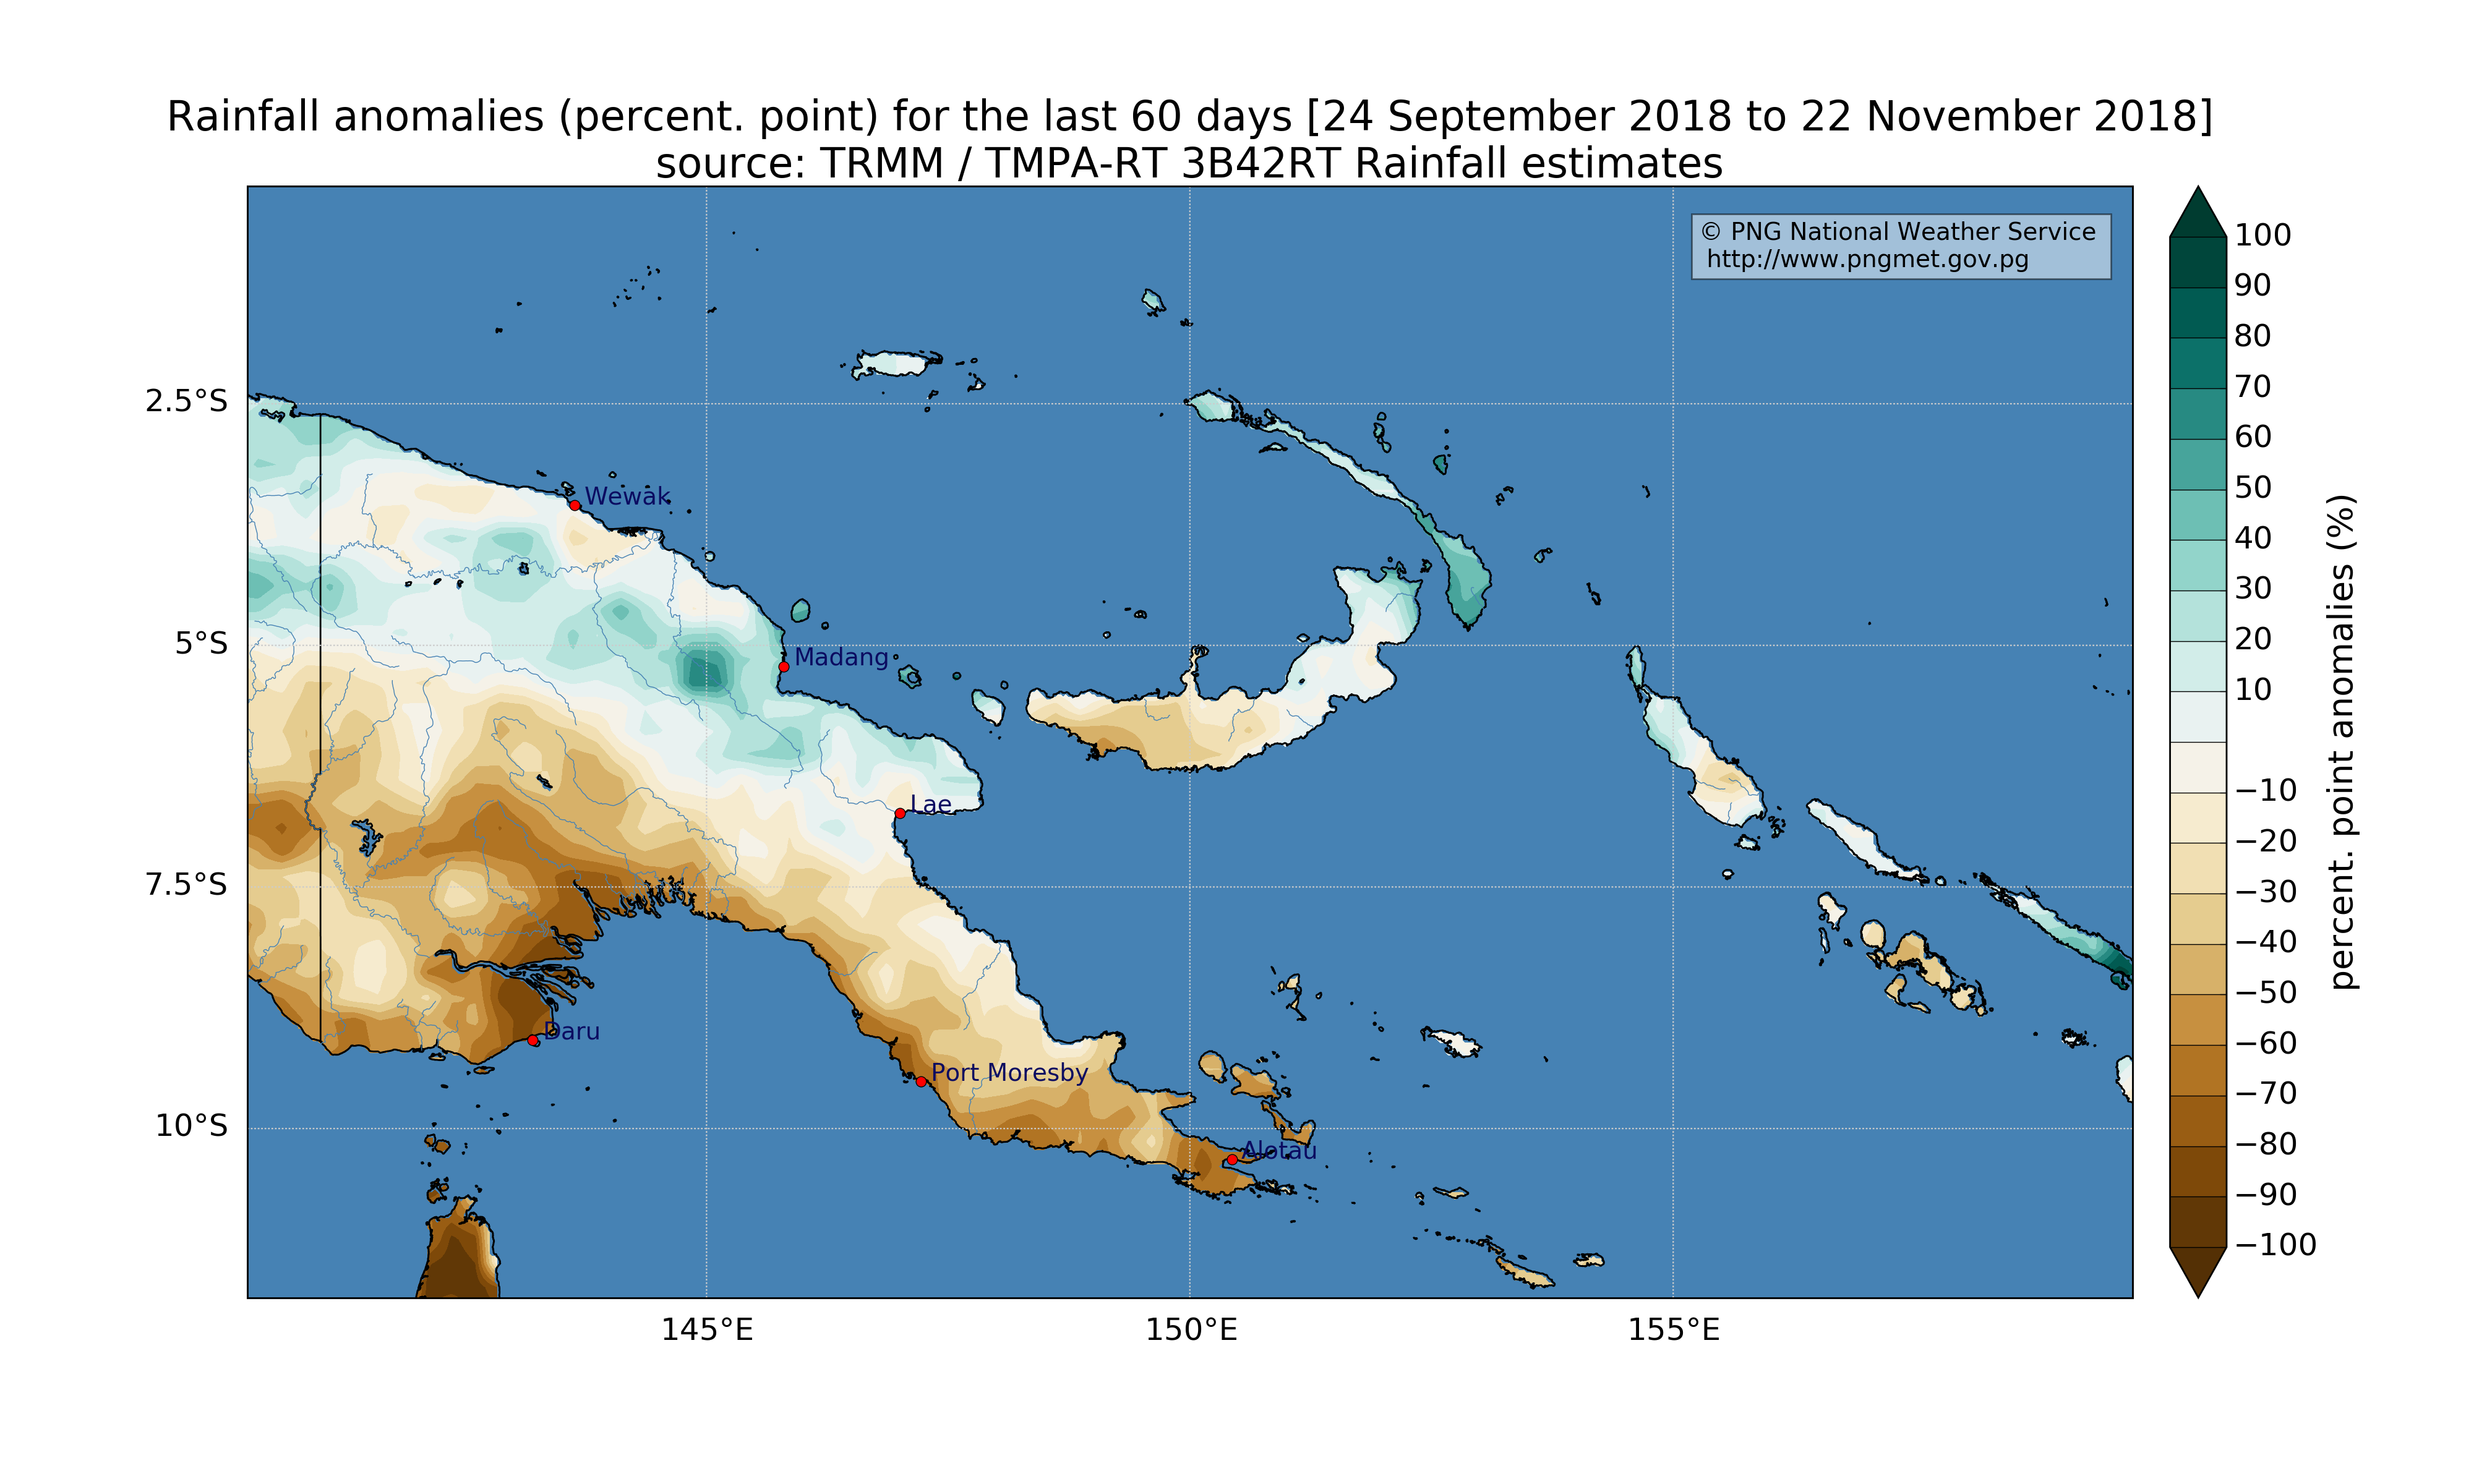 Rainfall anomalies (percent. point) for the last 60 days [24 September 2018 to 22 November 2018]
source: TRMM / TMPA-RT 3B42RT Rainfall estimates
© PNG National Weather Service
http://www.pngmet.gov.pg
2.5°S
5°S
7.5°S
10°S
Wewak
Madang
Lae
Daru
Port Moresby
Alotau
145°E
150°E
155°E
100
90
80
70
60
50
40
30
20
10
−10
−20
−30
−40
−50
−60
−70
−80
−90
−100
percent. point anomalies (%)